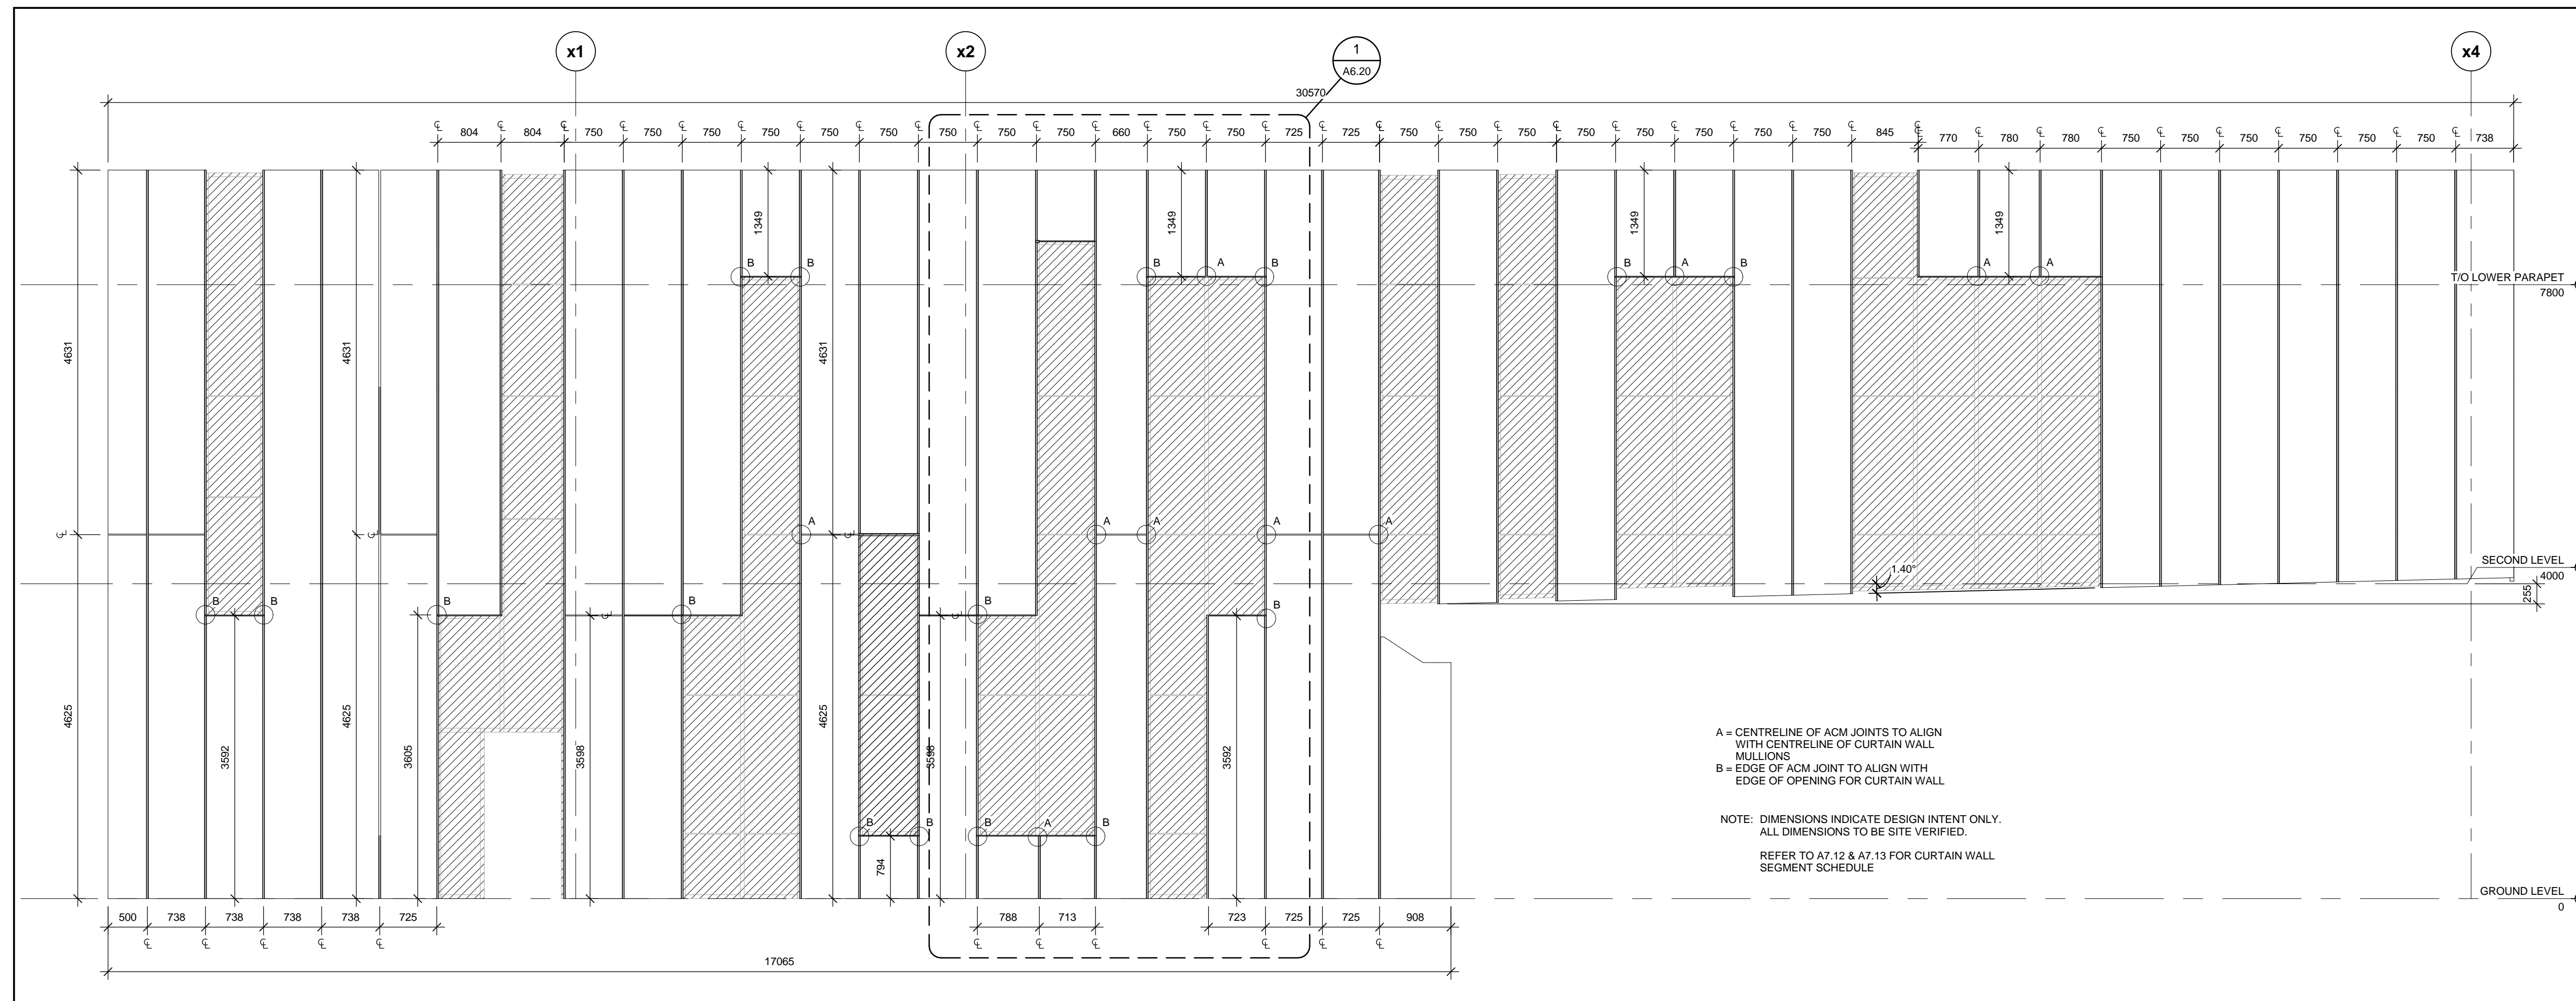 x1
x2
1
A6.20
x4
30570
℄ 804 ℄ 804 ℄ 750 ℄ 750 ℄ 750 ℄ 750 ℄ 750 ℄ 750 ℄ 750 ℄ 750 ℄ 750 ℄ 660 ℄ 750 ℄ 750 ℄ 725 ℄ 725 ℄ 750 ℄ 750 ℄ 750 ℄ 750 ℄ 750 ℄ 750 ℄ 750 ℄ 750 ℄ 845 ℄
℄ 770 ℄ 780 ℄ 780 ℄ 750 ℄ 750 ℄ 750 ℄ 750 ℄ 750 ℄ 750 ℄ 738
1349
1349
1349
1349
B
B
B
A
B
B
A
B
A
A
T/O LOWER PARAPET
7800
4631
4631
4631
℄
℄
A
℄
A
A
A
A
SECOND LEVEL
4000
1.40°
255
B
B
B
℄
B
℄
B
B
4625
3592
4625
3605
3598
4625
3598
3592
B
B
B
A
B
794
A = CENTRELINE OF ACM JOINTS TO ALIGN
WITH CENTRELINE OF CURTAIN WALL
MULLIONS
B = EDGE OF ACM JOINT TO ALIGN WITH
EDGE OF OPENING FOR CURTAIN WALL
NOTE: DIMENSIONS INDICATE DESIGN INTENT ONLY.
ALL DIMENSIONS TO BE SITE VERIFIED.
REFER TO A7.12 & A7.13 FOR CURTAIN WALL
SEGMENT SCHEDULE
GROUND LEVEL
0
500 738 738 738 738 725
788 713
723 725 725 908
℄ ℄ ℄ ℄ ℄ ℄ ℄ ℄ ℄ ℄ ℄
17065